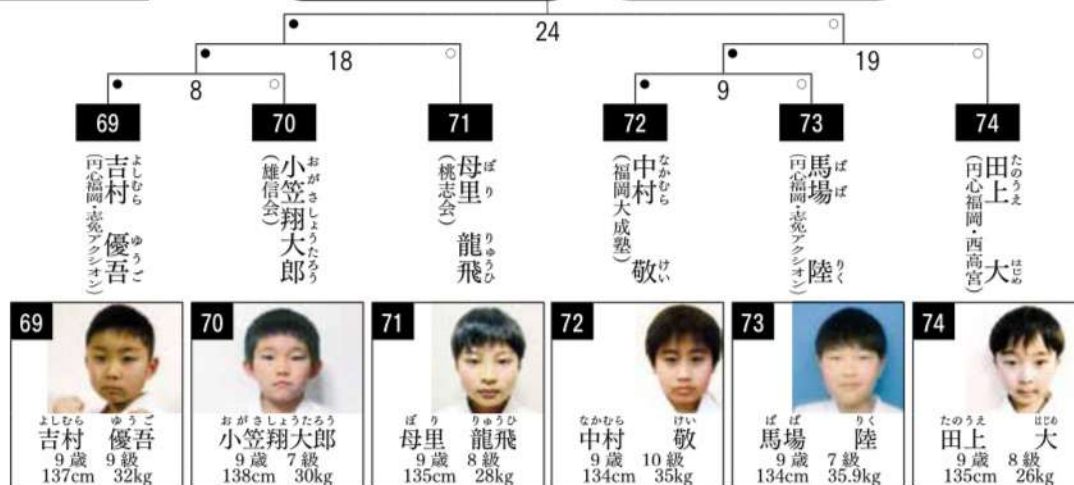 24
18
19
8
9
69
70
71
72
73
74
吉村 優吾
よしむら ゆうご
(円心福岡・志免アクシオン)
小笠翔大郎
おがさしょうたろう
(雄信会)
母里 龍飛
ぼり りゅうひ
(桃志会)
中村 敬
なかむら けい
(福岡大成塾)
馬場 陸
ばば りく
(円心福岡・志免アクシオン)
田上 大
たのうえ はじめ
(円心福岡・西高宮)
69
よしむら ゆうご
吉村 優吾
9歳 9級
137cm 32kg
70
おがさしょうたろう
小笠翔大郎
9歳 7級
138cm 30kg
71
ぼり りゅうひ
母里 龍飛
9歳 8級
135cm 28kg
72
なかむら けい
中村 敬
9歳 10級
134cm 35kg
73
ばば りく
馬場 陸
9歳 7級
134cm 35.9kg
74
たのうえ はじめ
田上 大
9歳 8級
135cm 26kg